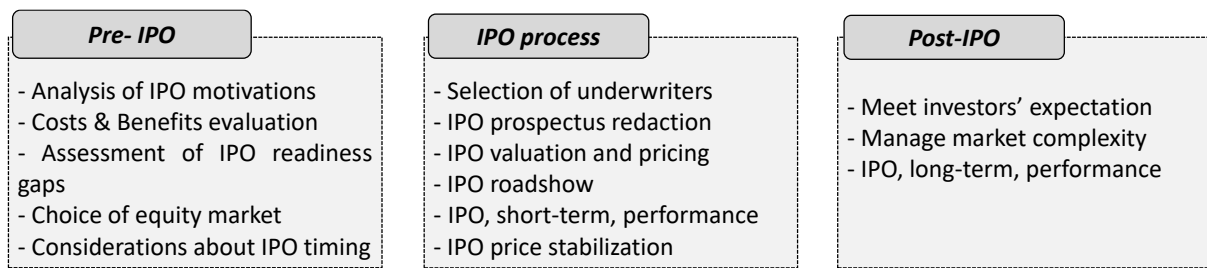 Pre- IPO
- Analysis of IPO motivations
- Costs & Benefits evaluation
- Assessment of IPO readiness
gaps
- Choice of equity market
- Considerations about IPO timing
IPO process
- Selection of underwriters
- IPO prospectus redaction
- IPO valuation and pricing
- IPO roadshow
- IPO, short-term, performance
- IPO price stabilization
Post-IPO
- Meet investors’ expectation
- Manage market complexity
- IPO, long-term, performance